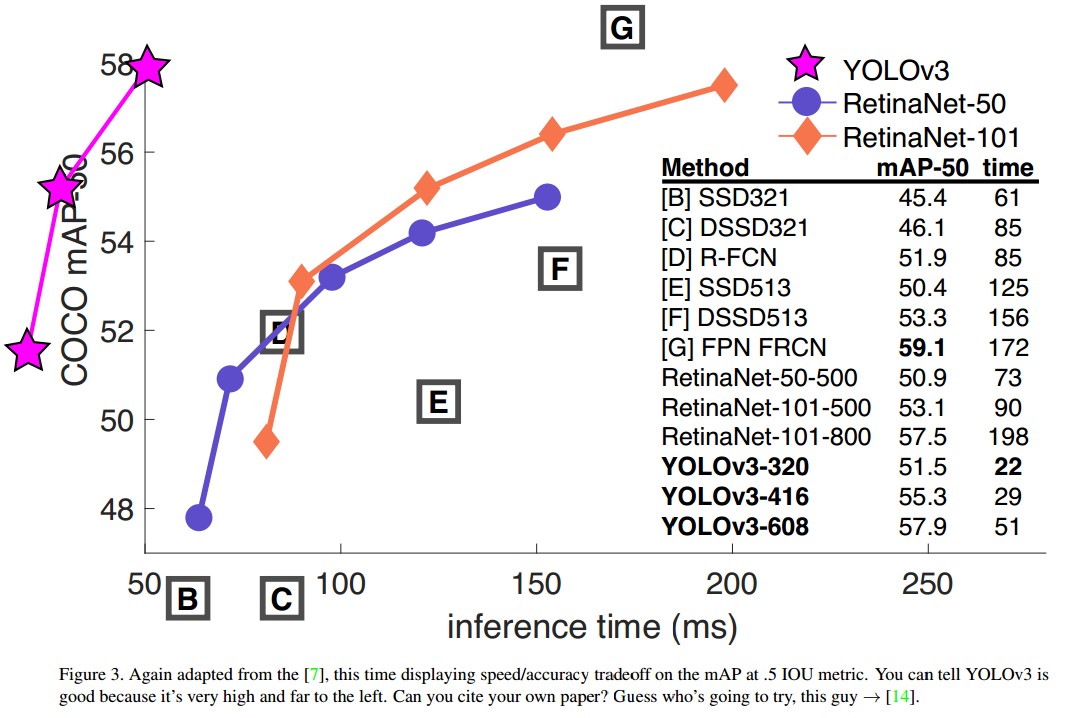 G
58
YOLOv3
RetinaNet-50
RetinaNet-101
56
COCO mAP-50
Method mAP-50 time
[B] SSD321 45.4 61
[C] DSSD321 46.1 85
[D] R-FCN 51.9 85
[E] SSD513 50.4 125
[F] DSSD513 53.3 156
[G] FPN FRCN 59.1 172
RetinaNet-50-500 50.9 73
RetinaNet-101-500 53.1 90
RetinaNet-101-800 57.5 198
YOLOv3-320 51.5 22
YOLOv3-416 55.3 29
YOLOv3-608 57.9 51
54
F
52
D
E
50
48
50 100 150 200 250
B C
inference time (ms)
Figure 3. Again adapted from the [7], this time displaying speed/accuracy tradeoff on the mAP at .5 IOU metric. You can tell YOLOv3 is
good because it's very high and far to the left. Can you cite your own paper? Guess who's going to try, this guy → [14].